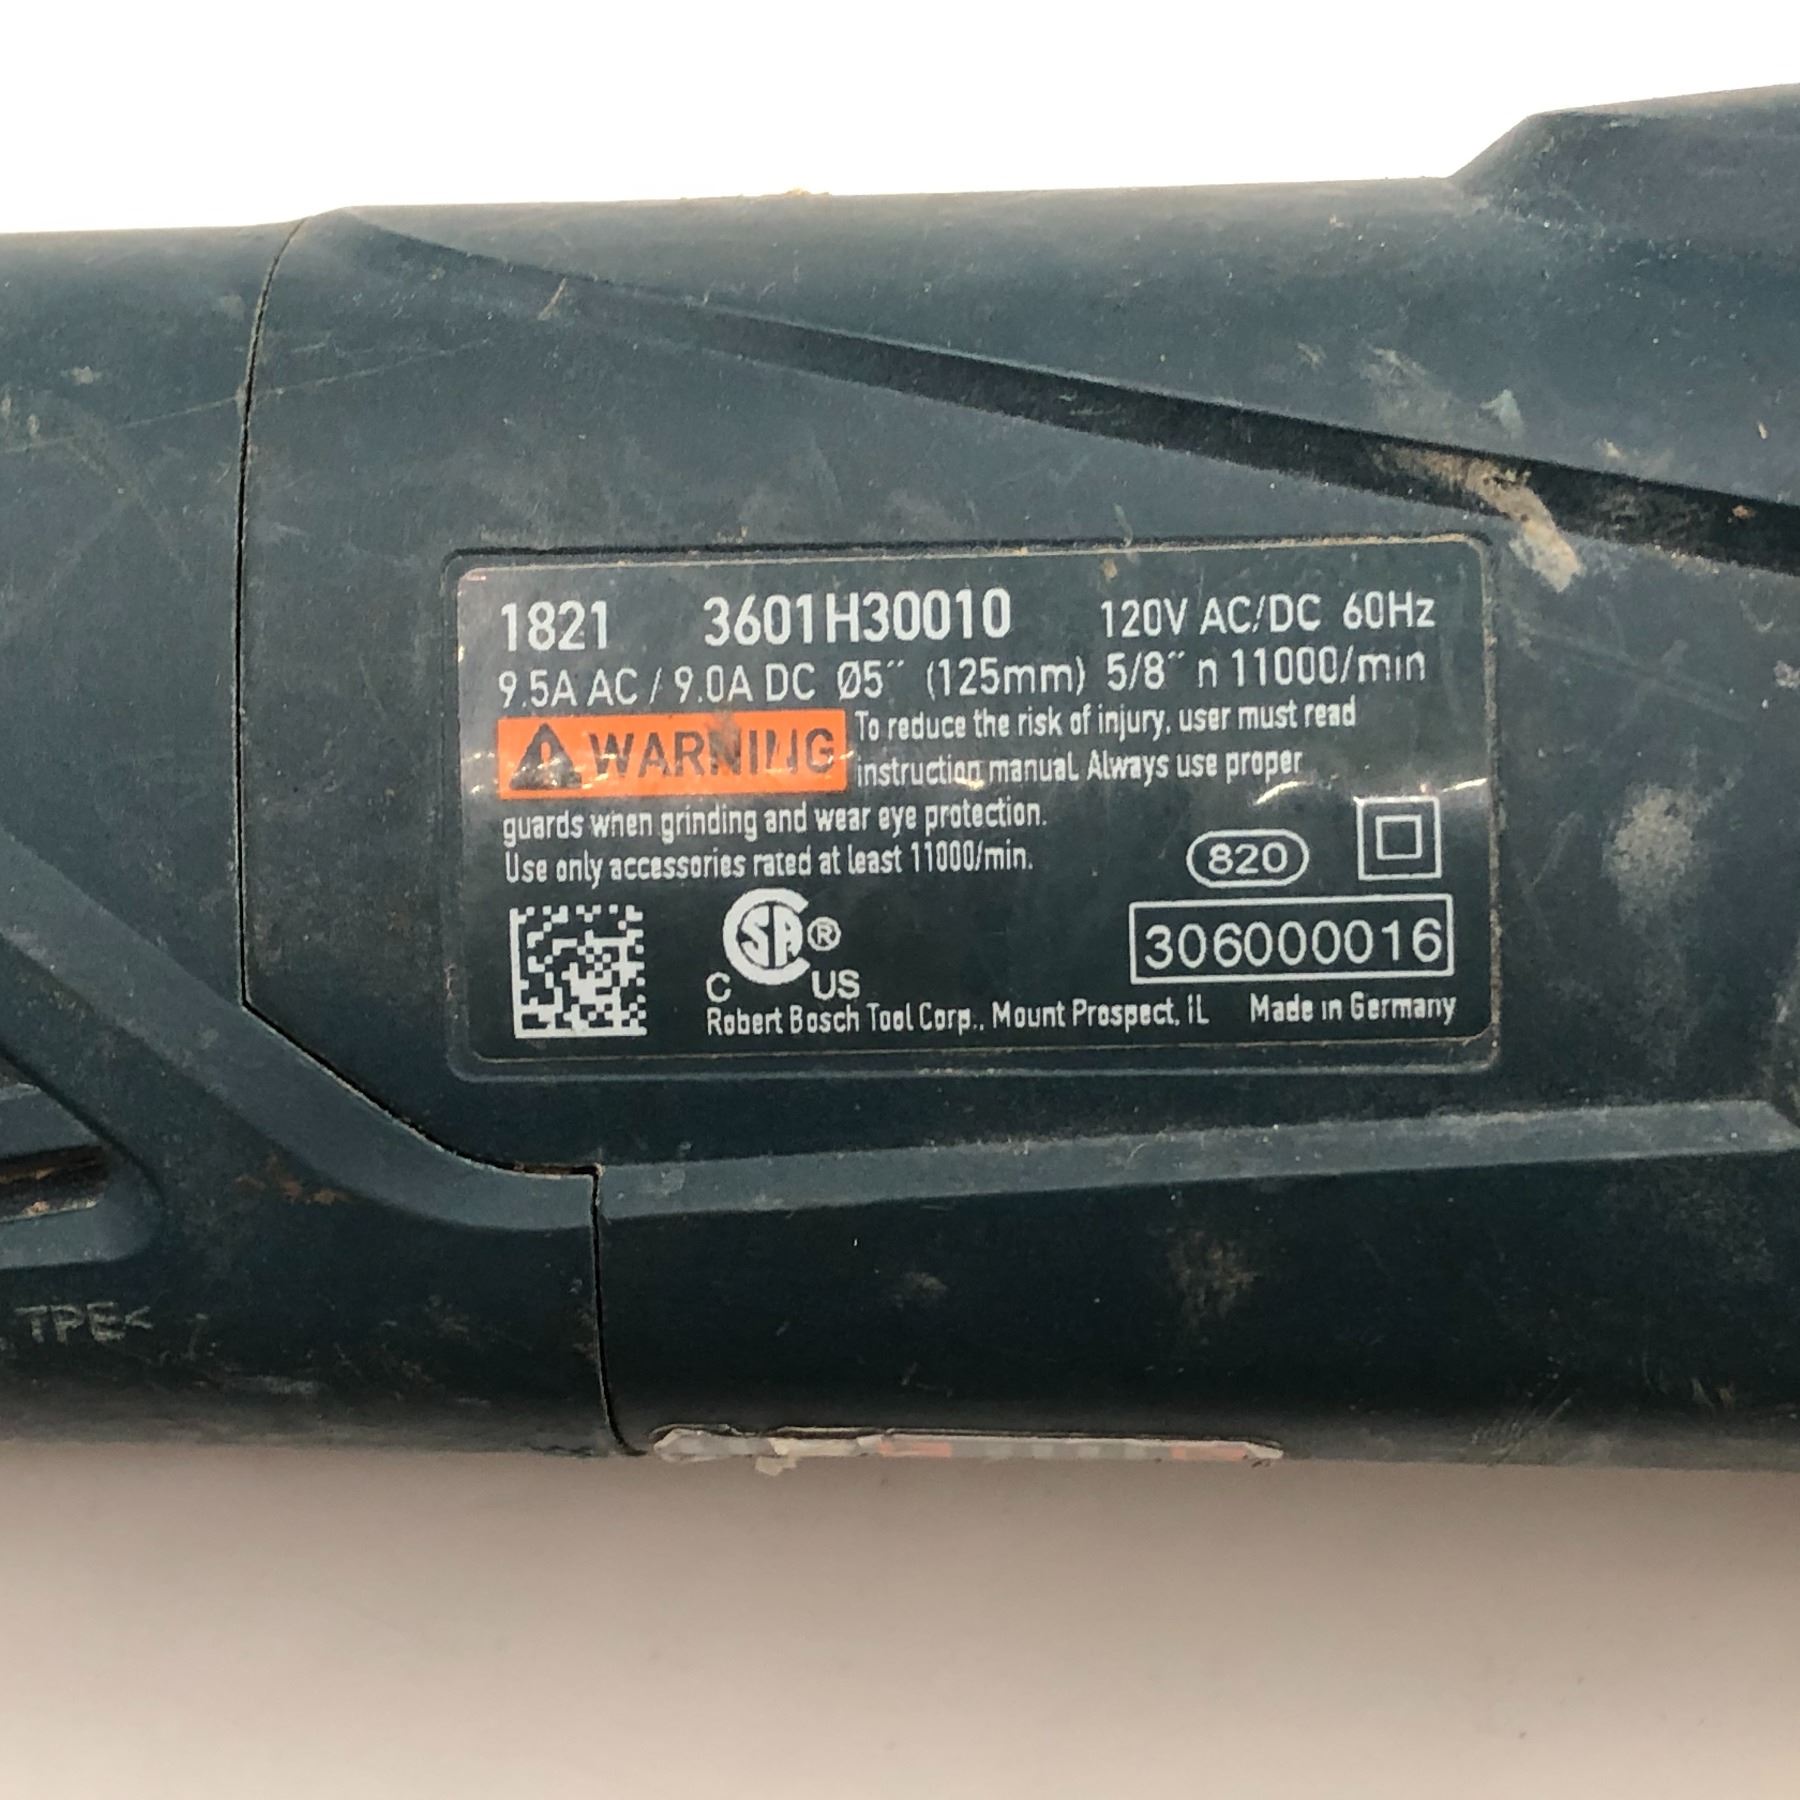 1821 3601H30010 120V AC/DC 60Hz
9.5A AC / 9.0A DC Ø5˝ (125mm) 5/8˝ n 11000/min
WARNING To reduce the risk of injury, user must read
instruction manual. Always use proper
guards when grinding and wear eye protection.
Use only accessories rated at least 11000/min.
820
306000016
SA ®
C US
Robert Bosch Tool Corp., Mount Prospect, IL Made in Germany
TPE<